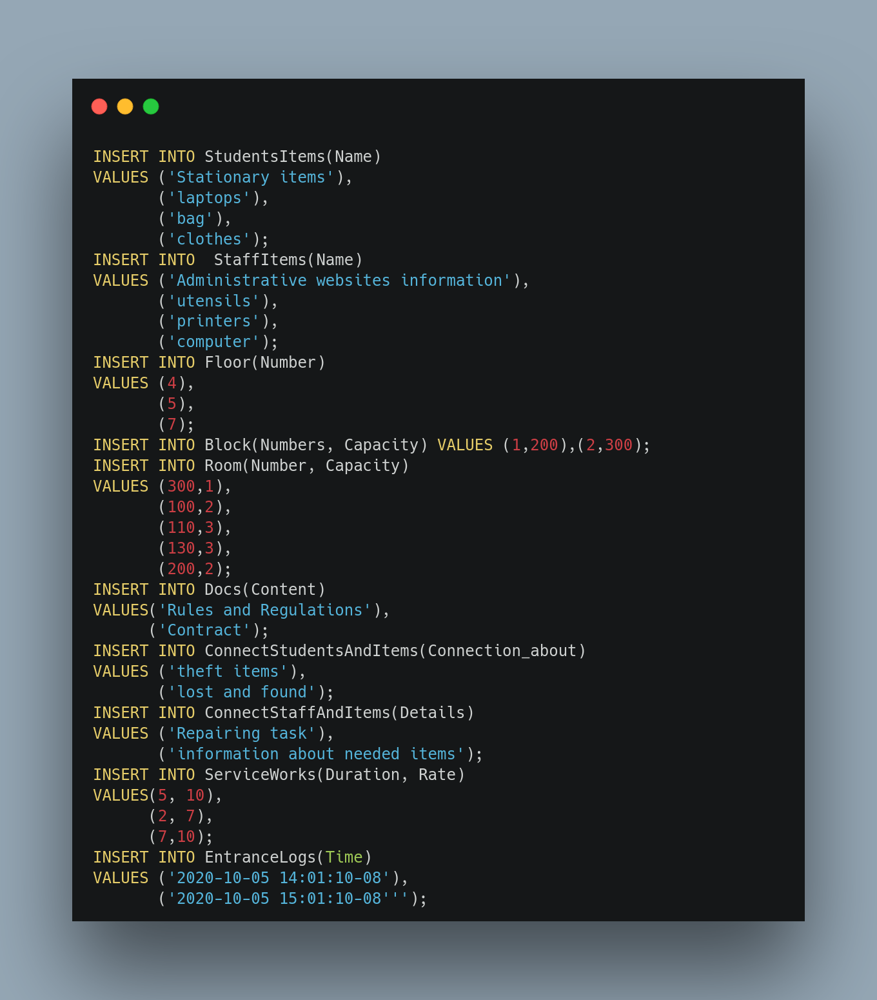 INSERT INTO StudentsItems(Name)
VALUES ('Stationary items'),
       ('laptops'),
       ('bag'),
       ('clothes');
INSERT INTO  StaffItems(Name)
VALUES ('Administrative websites information'),
       ('utensils'),
       ('printers'),
       ('computer');
INSERT INTO Floor(Number)
VALUES (4),
       (5),
       (7);
INSERT INTO Block(Numbers, Capacity) VALUES (1,200),(2,300);
INSERT INTO Room(Number, Capacity)
VALUES (300,1),
       (100,2),
       (110,3),
       (130,3),
       (200,2);
INSERT INTO Docs(Content)
VALUES('Rules and Regulations'),
      ('Contract');
INSERT INTO ConnectStudentsAndItems(Connection_about)
VALUES ('theft items'),
       ('lost and found');
INSERT INTO ConnectStaffAndItems(Details)
VALUES ('Repairing task'),
       ('information about needed items');
INSERT INTO ServiceWorks(Duration, Rate)
VALUES(5, 10),
      (2, 7),
      (7,10);
INSERT INTO EntranceLogs(Time)
VALUES ('2020-10-05 14:01:10-08'),
       ('2020-10-05 15:01:10-08''');